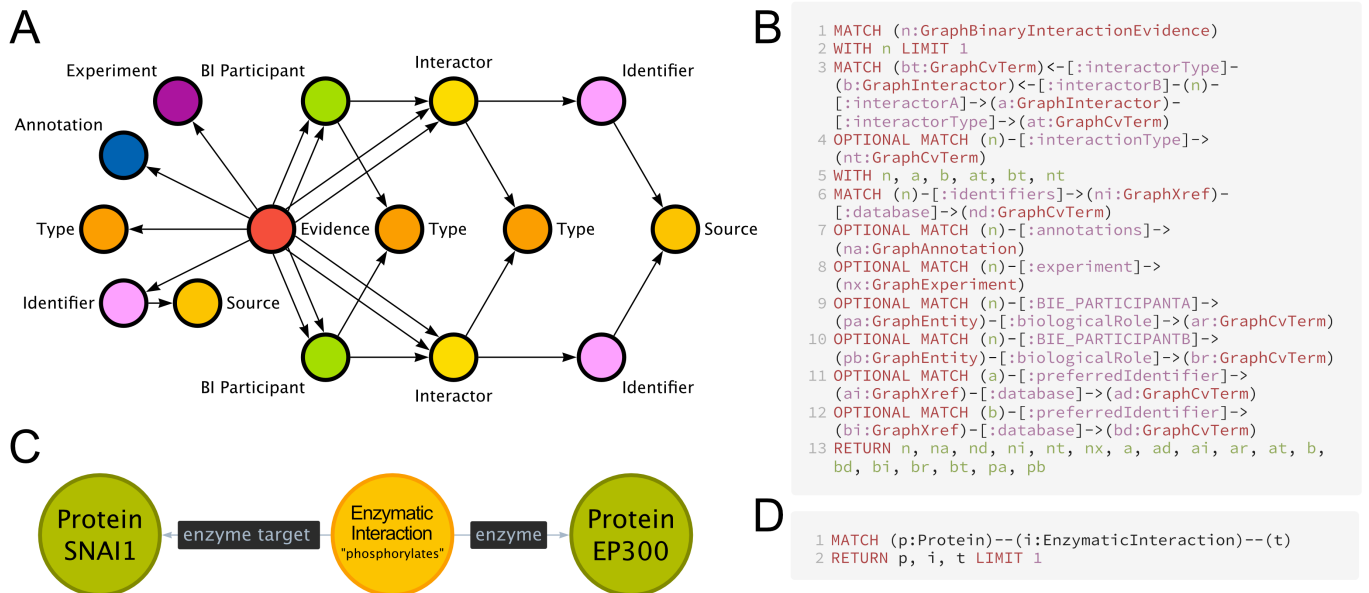 A
Experiment
BI Participant
Interactor
Identifier
Annotation
Type
Evidence
Type
Type
Source
Identifier
Source
BI Participant
Interactor
Identifier
B
1 MATCH (n:GraphBinaryInteractionEvidence)
2 WITH n LIMIT 1
3 MATCH (bt:GraphCvTerm)<-[:interactorType]-
(b:GraphInteractor)<-[:interactorB]-(n)-
[:interactorA]->(a:GraphInteractor)-
[:interactorType]->(at:GraphCvTerm)
4 OPTIONAL MATCH (n)-[:interactionType]->
(nt:GraphCvTerm)
5 WITH n, a, b, at, bt, nt
6 MATCH (n)-[:identifiers]->(ni:GraphXref)-
[:database]->(nd:GraphCvTerm)
7 OPTIONAL MATCH (n)-[:annotations]->
(na:GraphAnnotation)
8 OPTIONAL MATCH (n)-[:experiment]->
(nx:GraphExperiment)
9 OPTIONAL MATCH (n)-[:BIE_PARTICIPANTA]->
(pa:GraphEntity)-[:biologicalRole]->(ar:GraphCvTerm)
10 OPTIONAL MATCH (n)-[:BIE_PARTICIPANTB]->
(pb:GraphEntity)-[:biologicalRole]->(br:GraphCvTerm)
11 OPTIONAL MATCH (a)-[:preferredIdentifier]->
(ai:GraphXref)-[:database]->(ad:GraphCvTerm)
12 OPTIONAL MATCH (b)-[:preferredIdentifier]->
(bi:GraphXref)-[:database]->(bd:GraphCvTerm)
13 RETURN n, na, nd, ni, nt, nx, a, ad, ai, ar, at, b,
bd, bi, br, bt, pa, pb
C
Protein
SNAI1
enzyme target
Enzymatic
Interaction
"phosphorylates"
enzyme
Protein
EP300
D
1 MATCH (p:Protein)--(i:EnzymaticInteraction)--(t)
2 RETURN p, i, t LIMIT 1